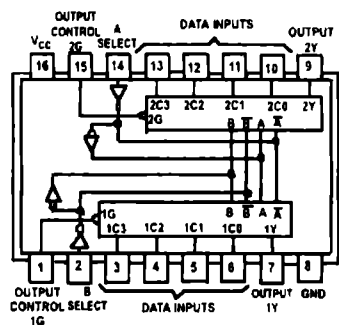 OUTPUT CONTROL 2G
A SELECT
DATA INPUTS
OUTPUT 2Y
VCC
16 15 14 13 12 11 10 9
2C3 2C2 2C1 2C0 2Y
2G
B B̅ A A̅
B B̅ A A̅
1G
1C3 1C2 1C1 1C0 1Y
1 2 3 4 5 6 7 8
OUTPUT CONTROL 1G
B SELECT
DATA INPUTS
OUTPUT 1Y
GND